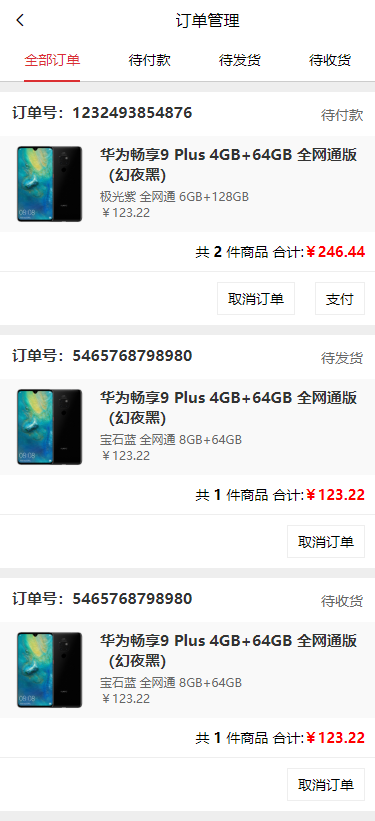 订单管理
全部订单 待付款 待发货 待收货
订单号：1232493854876 待付款
华为畅享9 Plus 4GB+64GB 全网通版
（幻夜黑）
极光紫 全网通 6GB+128GB
￥123.22
共 2 件商品 合计:￥246.44
取消订单 支付
订单号：5465768798980 待发货
华为畅享9 Plus 4GB+64GB 全网通版
（幻夜黑）
宝石蓝 全网通 8GB+64GB
￥123.22
共 1 件商品 合计:￥123.22
取消订单
订单号：5465768798980 待收货
华为畅享9 Plus 4GB+64GB 全网通版
（幻夜黑）
宝石蓝 全网通 8GB+64GB
￥123.22
共 1 件商品 合计:￥123.22
取消订单